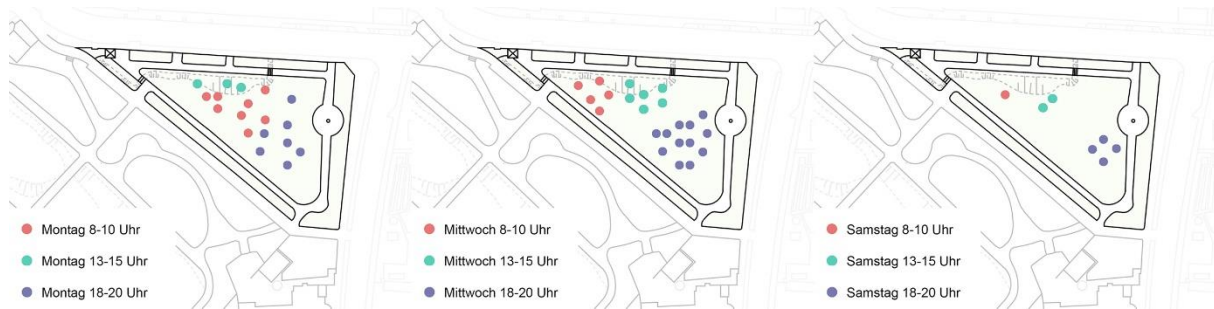 Montag 8-10 Uhr
Montag 13-15 Uhr
Montag 18-20 Uhr
Mittwoch 8-10 Uhr
Mittwoch 13-15 Uhr
Mittwoch 18-20 Uhr
Samstag 8-10 Uhr
Samstag 13-15 Uhr
Samstag 18-20 Uhr